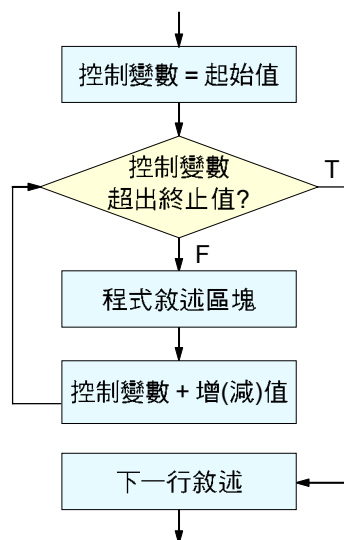 控制變數 = 起始值
控制變數
超出終止值?
T
F
程式敘述區塊
控制變數 + 增(減)值
下一行敘述